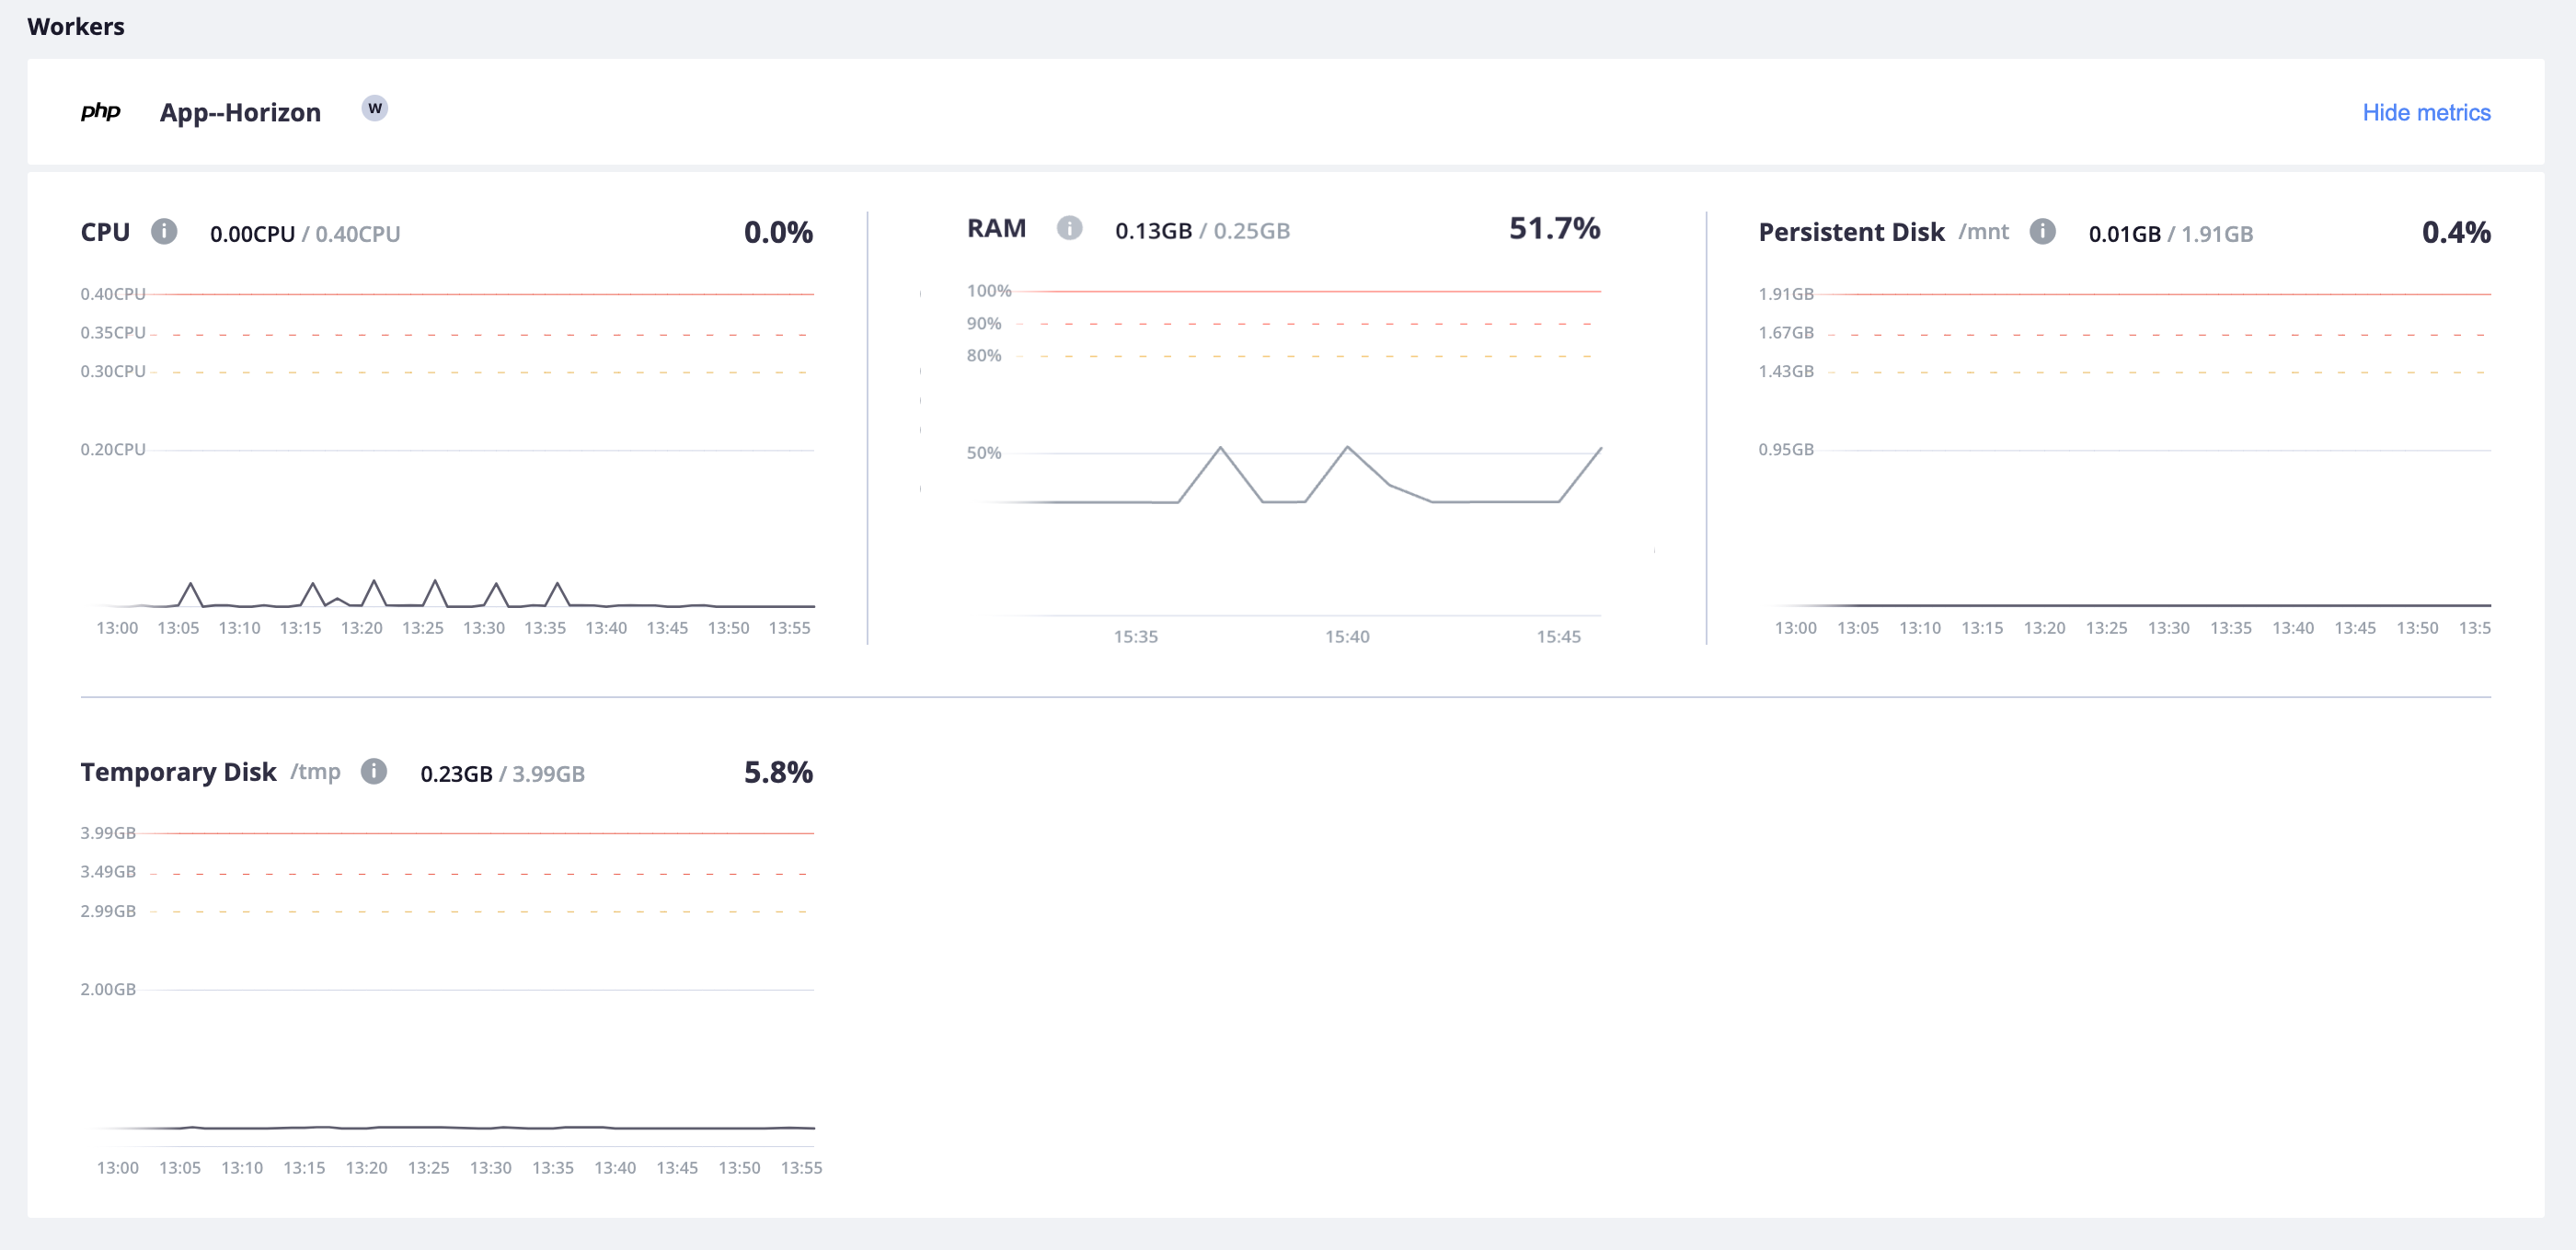 Workers
php App--Horizon W Hide metrics
CPU i 0.00CPU / 0.40CPU 0.0%
0.40CPU
0.35CPU
0.30CPU
0.20CPU
13:00 13:05 13:10 13:15 13:20 13:25 13:30 13:35 13:40 13:45 13:50 13:55
RAM i 0.13GB / 0.25GB 51.7%
100%
90%
80%
50%
15:35 15:40 15:45
Persistent Disk /mnt i 0.01GB / 1.91GB 0.4%
1.91GB
1.67GB
1.43GB
0.95GB
13:00 13:05 13:10 13:15 13:20 13:25 13:30 13:35 13:40 13:45 13:50 13:5
Temporary Disk /tmp i 0.23GB / 3.99GB 5.8%
3.99GB
3.49GB
2.99GB
2.00GB
13:00 13:05 13:10 13:15 13:20 13:25 13:30 13:35 13:40 13:45 13:50 13:55